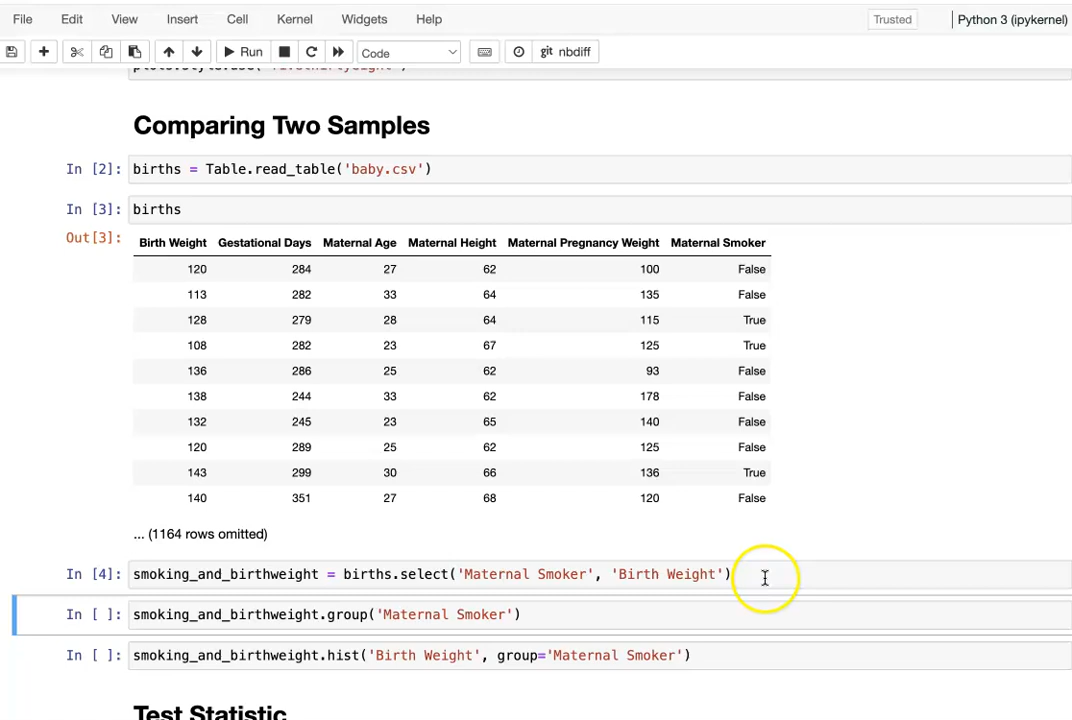 File Edit View Insert Cell Kernel Widgets Help Trusted Python 3 (ipykernel)
Run Code nbdiff
Comparing Two Samples
In [2]: births = Table.read_table('baby.csv')
In [3]: births
Out[3]: Birth Weight Gestational Days Maternal Age Maternal Height Maternal Pregnancy Weight Maternal Smoker
120 284 27 62 100 False
113 282 33 64 135 False
128 279 28 64 115 True
108 282 23 67 125 True
136 286 25 62 93 False
138 244 33 62 178 False
132 245 23 65 140 False
120 289 25 62 125 False
143 299 30 66 136 True
140 351 27 68 120 False
... (1164 rows omitted)
In [4]: smoking_and_birthweight = births.select('Maternal Smoker', 'Birth Weight')
In [ ]: smoking_and_birthweight.group('Maternal Smoker')
In [ ]: smoking_and_birthweight.hist('Birth Weight', group='Maternal Smoker')
Test Statistic